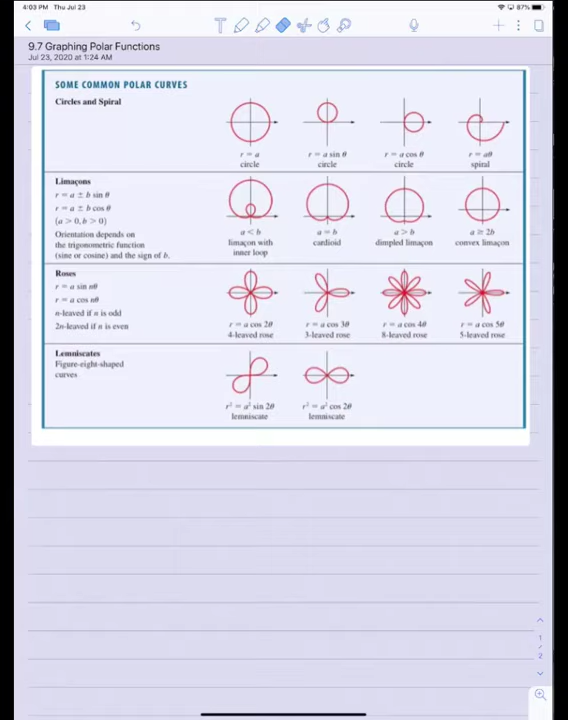 4:03 PM Thu Jul 23
87%
9.7 Graphing Polar Functions
Jul 23, 2020 at 1:24 AM
SOME COMMON POLAR CURVES
Circles and Spiral
r = a
circle
r = a sin θ
circle
r = a cos θ
circle
r = aθ
spiral
Limaçons
r = a ± b sin θ
r = a ± b cos θ
(a > 0, b > 0)
Orientation depends on
the trigonometric function
(sine or cosine) and the sign of b.
a < b
limaçon with
inner loop
a = b
cardioid
a > b
dimpled limaçon
a ≥ 2b
convex limaçon
Roses
r = a sin nθ
r = a cos nθ
n-leaved if n is odd
2n-leaved if n is even
r = a cos 2θ
4-leaved rose
r = a cos 3θ
3-leaved rose
r = a cos 4θ
8-leaved rose
r = a cos 5θ
5-leaved rose
Lemniscates
Figure-eight-shaped
curves
r² = a² sin 2θ
lemniscate
r² = a² cos 2θ
lemniscate
1
/
2